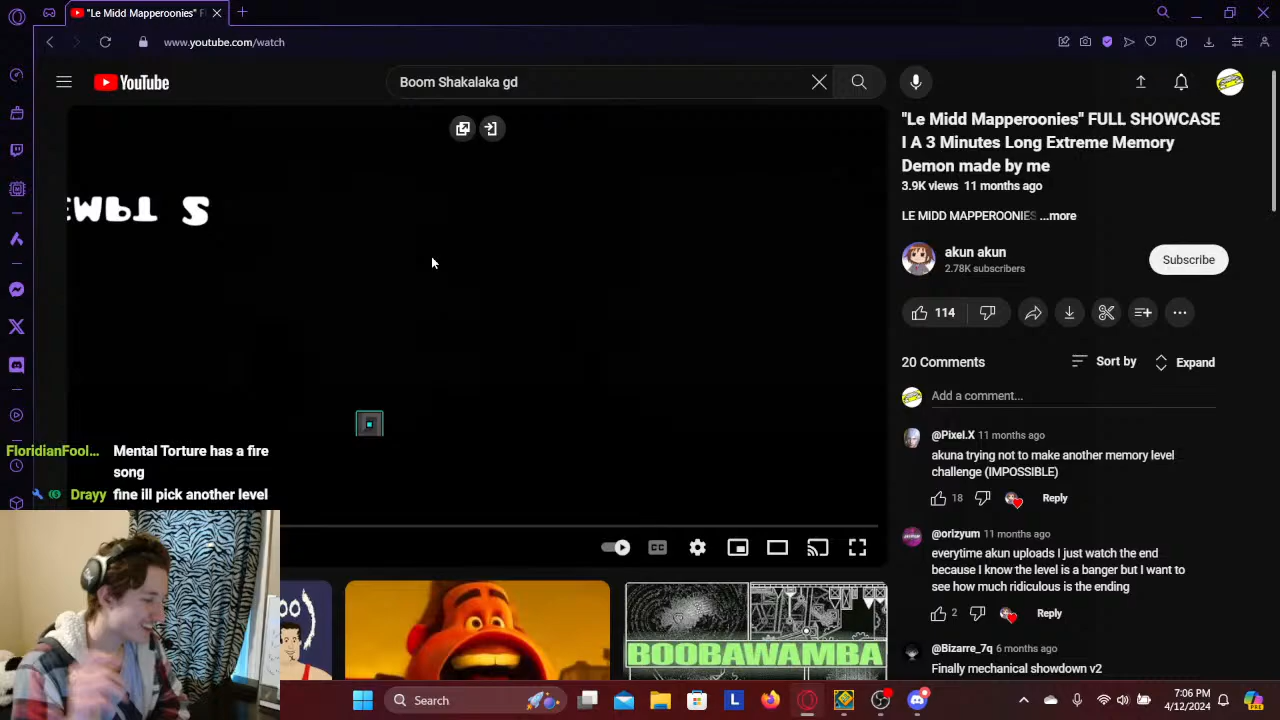 "Le Midd Mapperoonies"
www.youtube.com/watch
YouTube
Boom Shakalaka gd
"Le Midd Mapperoonies" FULL SHOWCASE
I A 3 Minutes Long Extreme Memory
Demon made by me
3.9K views 11 months ago
LE MIDD MAPPEROONIES ...more
akun akun
2.78K subscribers
Subscribe
114
20 Comments
Sort by
Expand
Add a comment...
@Pixel.X 11 months ago
akuna trying not to make another memory level
challenge (IMPOSSIBLE)
18
Reply
@orizyum 11 months ago
everytime akun uploads I just watch the end
because I know the level is a banger but I want to
see how much ridiculous is the ending
2
Reply
@Bizarre_7q 6 months ago
Finally mechanical showdown v2
FloridianFool... Mental Torture has a fire
song
Drayy fine ill pick another level
CC
BOOBAWAMBA
Search
L
7:06 PM
4/12/2024
PRE